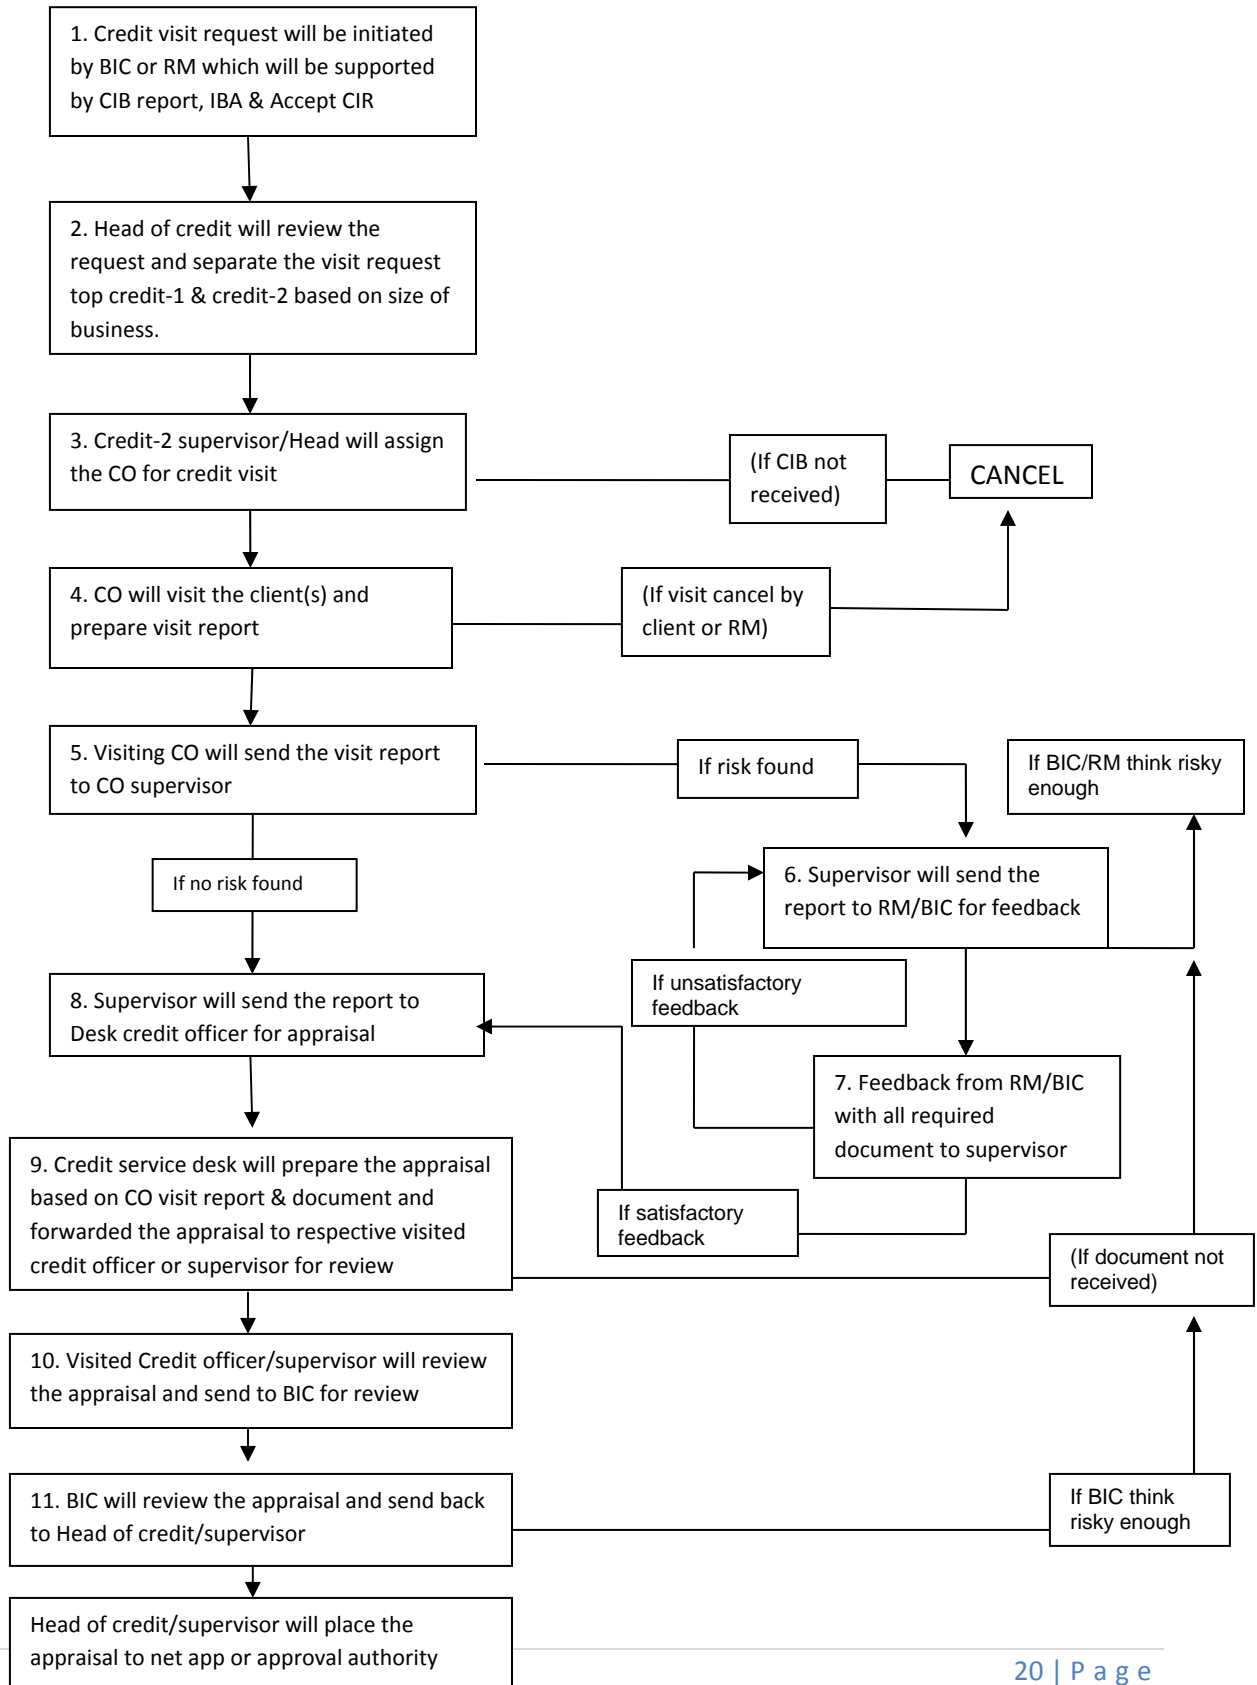 1. Credit visit request will be initiated
by BIC or RM which will be supported
by CIB report, IBA & Accept CIR
2. Head of credit will review the
request and separate the visit request
top credit-1 & credit-2 based on size of
business.
3. Credit-2 supervisor/Head will assign
the CO for credit visit
(If CIB not
received)
CANCEL
4. CO will visit the client(s) and
prepare visit report
(If visit cancel by
client or RM)
5. Visiting CO will send the visit report
to CO supervisor
If risk found
If BIC/RM think risky
enough
If no risk found
6. Supervisor will send the
report to RM/BIC for feedback
If unsatisfactory
feedback
8. Supervisor will send the report to
Desk credit officer for appraisal
7. Feedback from RM/BIC
with all required
document to supervisor
9. Credit service desk will prepare the appraisal
based on CO visit report & document and
forwarded the appraisal to respective visited
credit officer or supervisor for review
If satisfactory
feedback
(If document not
received)
10. Visited Credit officer/supervisor will review
the appraisal and send to BIC for review
11. BIC will review the appraisal and send back
to Head of credit/supervisor
If BIC think
risky enough
Head of credit/supervisor will place the
appraisal to net app or approval authority
20 | P a g e